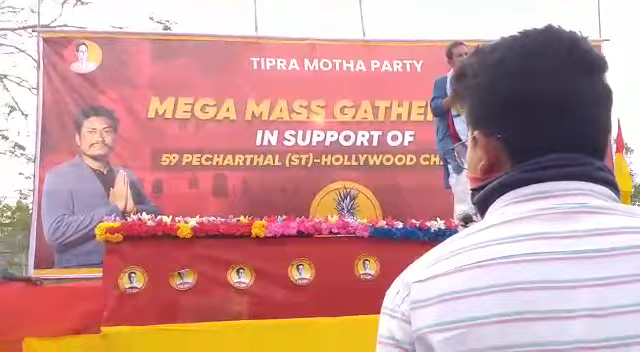 TIPRA MOTHA PARTY
MEGA MASS GATHE
IN SUPPORT OF
59 PECHARTHAL (ST)-HOLLYWOOD CH